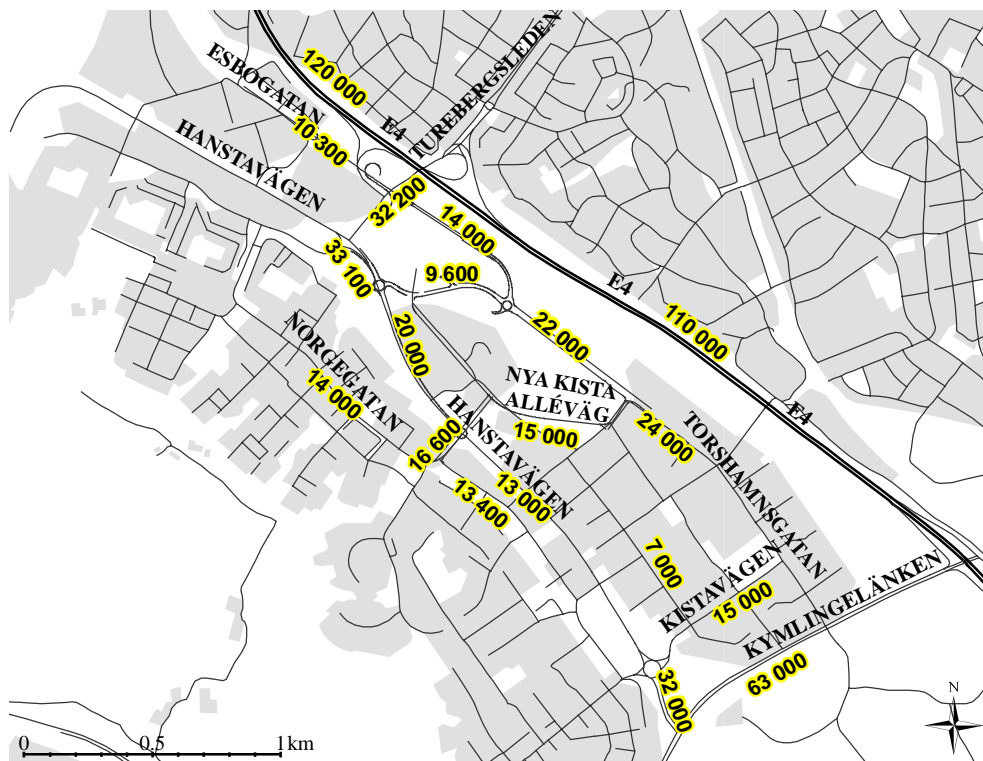 ESBOGATAN
120 000
E4
TUREBERGSLEDEN
10 300
HANSTAVÄGEN
32 200
14 000
33 100
9 600
E4
110 000
20 000
22 000
NORGEGATAN
14 000
NYA KISTA
ALLÉVÄG
HANSTAVÄGEN
15 000
24 000
E4
TORSHAMNSGATAN
16 600
13 400
13 000
7 000
KISTAVÄGEN
15 000
KYMLINGELÄNKEN
63 000
32 000
N
0 0.5 1 km